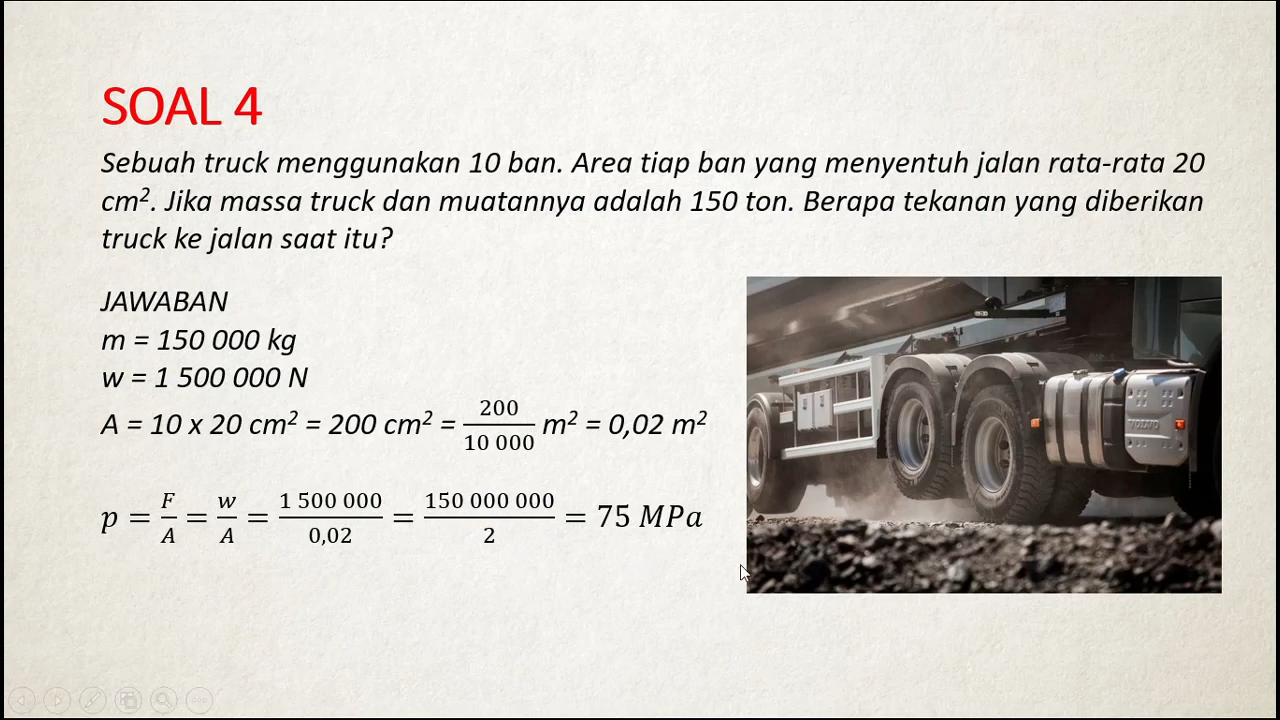 SOAL 4
Sebuah truck menggunakan 10 ban. Area tiap ban yang menyentuh jalan rata-rata 20
cm². Jika massa truck dan muatannya adalah 150 ton. Berapa tekanan yang diberikan
truck ke jalan saat itu?
JAWABAN
m = 150 000 kg
w = 1 500 000 N
A = 10 x 20 cm² = 200 cm² = 200/10 000 m² = 0,02 m²
p = F/A = w/A = 1 500 000/0,02 = 150 000 000/2 = 75 MPa
VOLVO